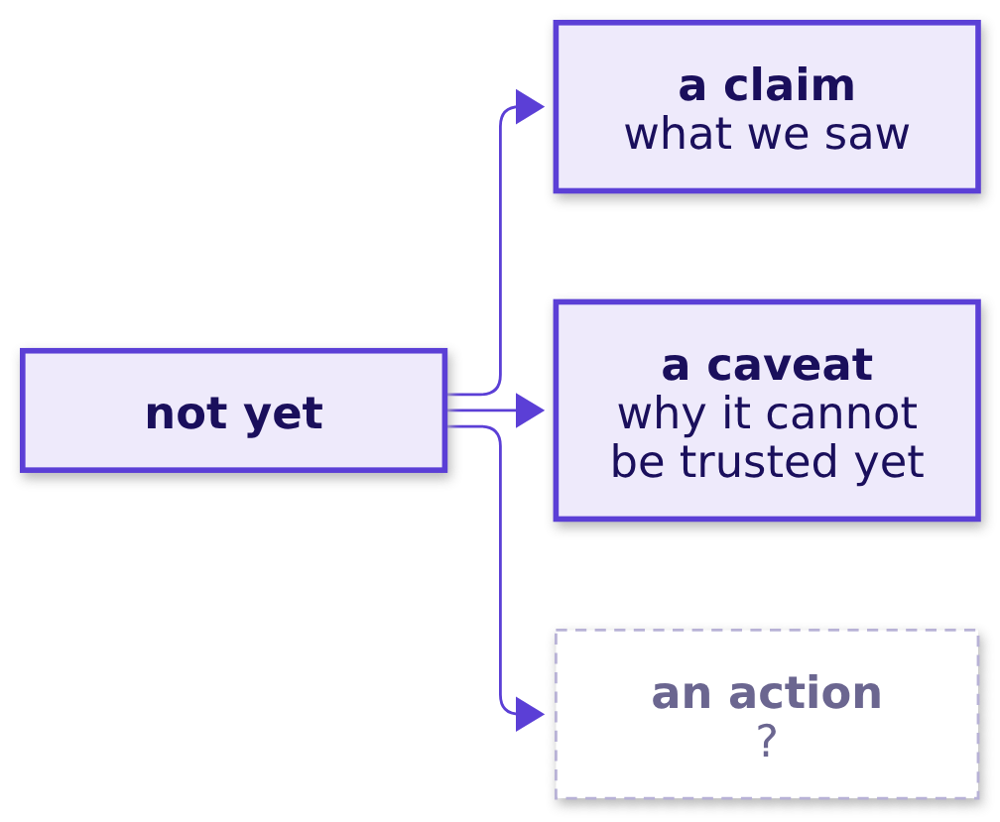 a claim
what we saw
not yet
a caveat
why it cannot
be trusted yet
an action
?